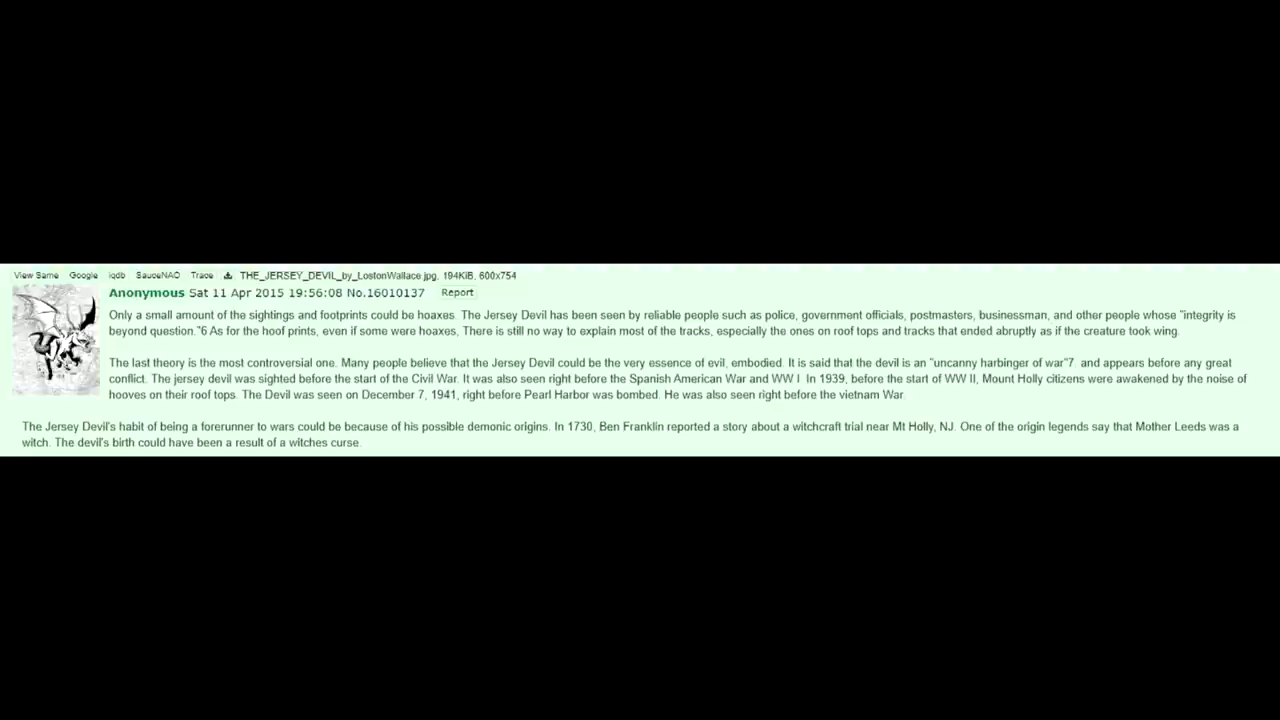 View Same Google iqdb SauceNAO Trace THE_JERSEY_DEVIL_by_LostonWallace.jpg, 194KiB, 600x754
Anonymous Sat 11 Apr 2015 19:56:08 No.16010137 Report
Only a small amount of the sightings and footprints could be hoaxes. The Jersey Devil has been seen by reliable people such as police, government officials, postmasters, businessman, and other people whose "integrity is
beyond question."6 As for the hoof prints, even if some were hoaxes, There is still no way to explain most of the tracks, especially the ones on roof tops and tracks that ended abruptly as if the creature took wing.
The last theory is the most controversial one. Many people believe that the Jersey Devil could be the very essence of evil, embodied. It is said that the devil is an "uncanny harbinger of war"7. and appears before any great
conflict. The jersey devil was sighted before the start of the Civil War. It was also seen right before the Spanish American War and WW I. In 1939, before the start of WW II, Mount Holly citizens were awakened by the noise of
hooves on their roof tops. The Devil was seen on December 7, 1941, right before Pearl Harbor was bombed. He was also seen right before the vietnam War.
The Jersey Devil's habit of being a forerunner to wars could be because of his possible demonic origins. In 1730, Ben Franklin reported a story about a witchcraft trial near Mt Holly, NJ. One of the origin legends say that Mother Leeds was a
witch. The devil's birth could have been a result of a witches curse.